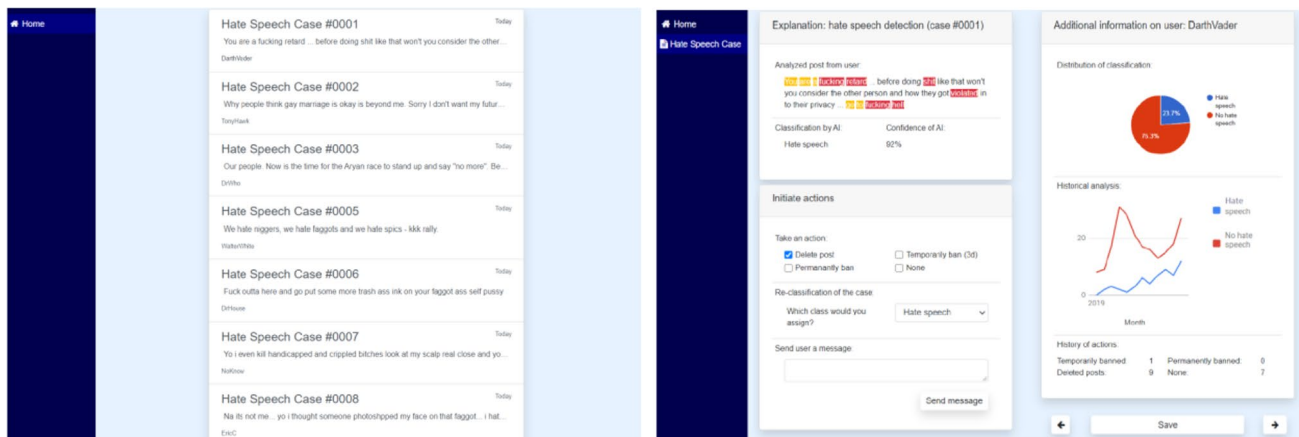 Home
Hate Speech Case #0001
Today
You are a fucking retard ... before doing shit like that won't you consider the other...
DarthVader
Hate Speech Case #0002
Today
Why people think gay marriage is okay is beyond me. Sorry I don't want my futur...
TonyHawk
Hate Speech Case #0003
Today
Our people. Now is the time for the Aryan race to stand up and say "no more". Be...
DrWho
Hate Speech Case #0005
Today
We hate niggers, we hate faggots and we hate spics - kkk rally.
WalterWhite
Hate Speech Case #0006
Today
Fuck outta here and go put some more trash ass ink on your faggot ass self pussy
DrHouse
Hate Speech Case #0007
Today
Yo i even kill handicapped and crippled bitches look at my scalp real close and yo...
NoKnow
Hate Speech Case #0008
Today
Na its not me... yo i thought someone photoshpped my face on that faggot... i hat...
EricC
Home
Hate Speech Case
Explanation: hate speech detection (case #0001)
Analyzed post from user:
You are a fucking retard ... before doing shit like that won't
you consider the other person and how they got violated in
to their privacy ... go to fucking hell
Classification by AI:
Confidence of AI:
Hate speech
92%
Initiate actions
Take an action:
Delete post
Temporarily ban (3d)
Permanantly ban
None
Re-classification of the case:
Which class would you
assign?
Hate speech
Send user a message:
Send message
Additional information on user: DarthVader
Distribution of classification:
23.7%
75.3%
Hate
speech
No hate
speech
Historical analysis:
20
0
2019
Month
Hate
speech
No hate
speech
History of actions:
Temporarily banned: 1 Permanently banned: 0
Deleted posts: 9 None: 7
Save